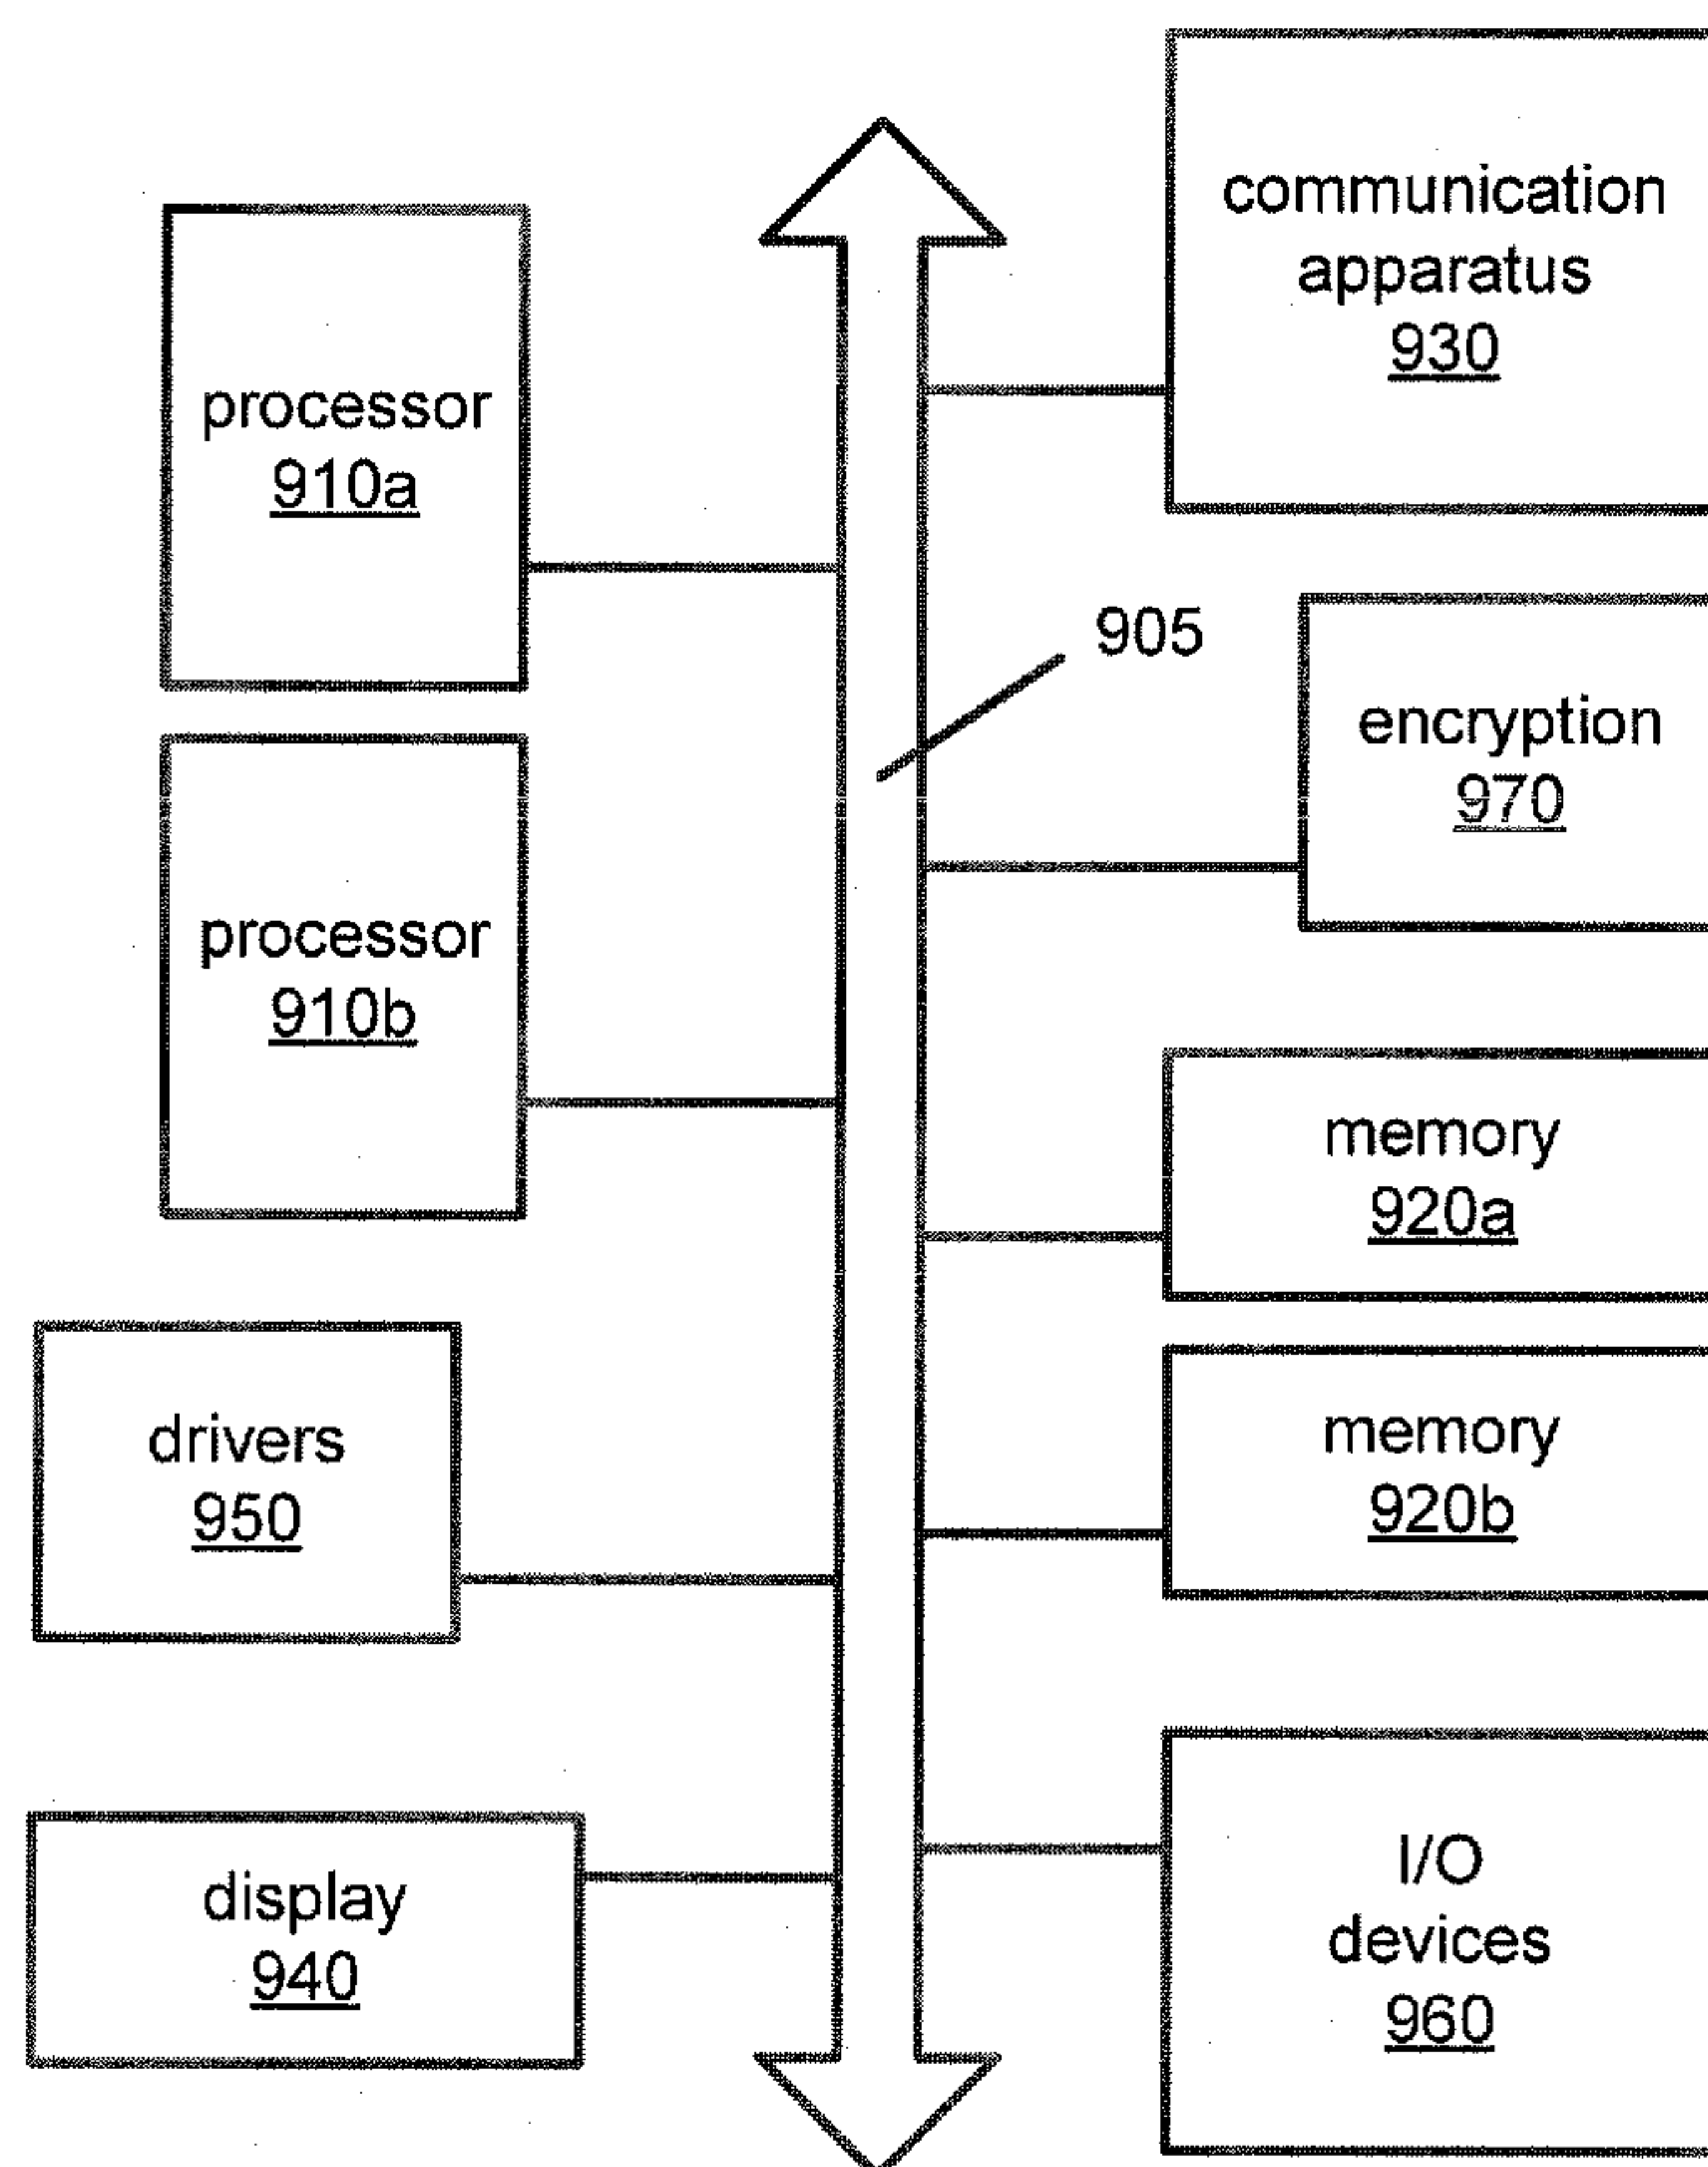 communication
apparatus
930
processor
910a
905
encryption
970
processor
910b
memory
920a
drivers
950
memory
920b
display
940
I/O
devices
960